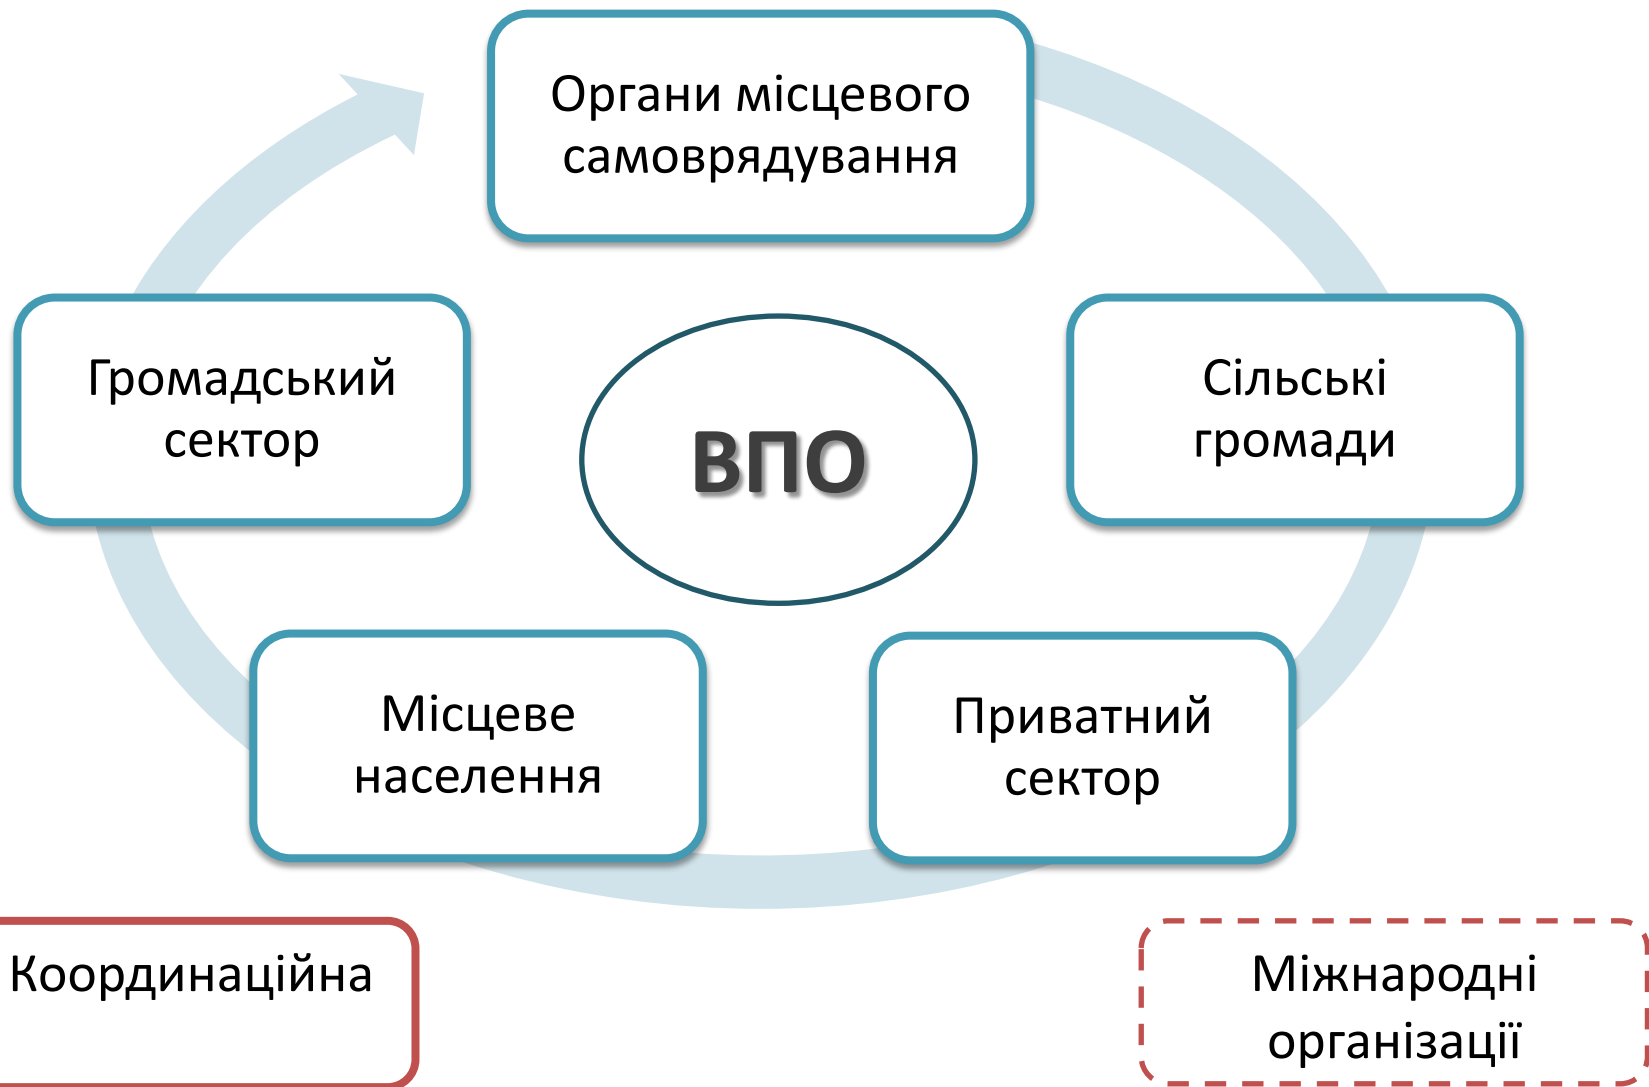 Органи місцевого
самоврядування
Громадський
сектор
ВПО
Сільські
громади
Місцеве
населення
Приватний
сектор
Координаційна
Міжнародні
організації